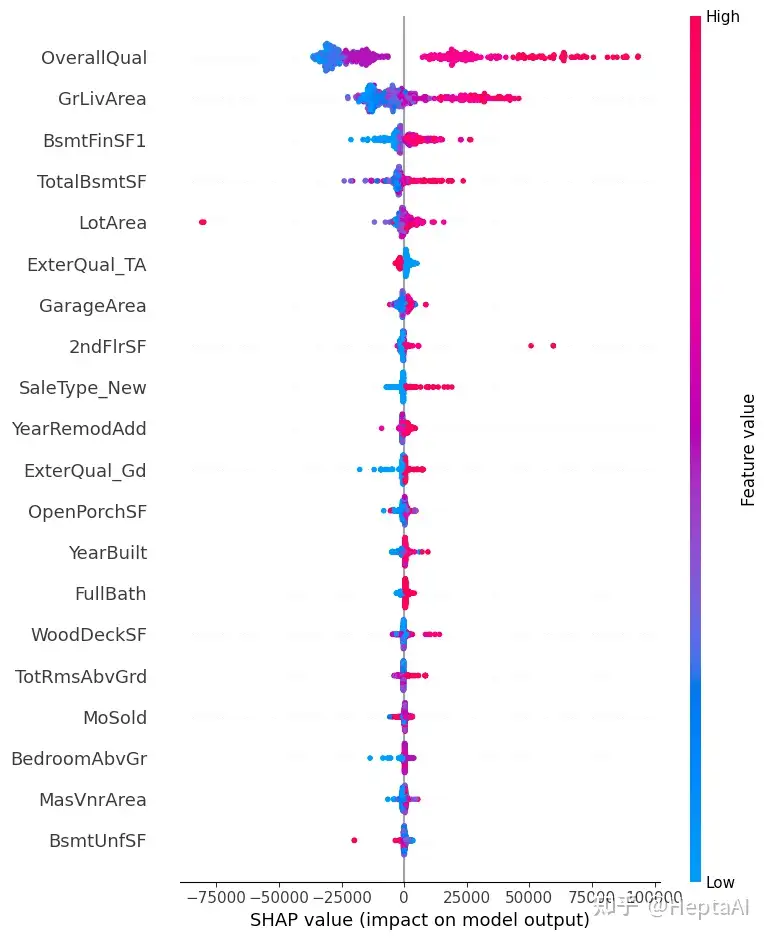 High
OverallQual
GrLivArea
BsmtFinSF1
TotalBsmtSF
LotArea
ExterQual_TA
GarageArea
2ndFlrSF
SaleType_New
YearRemodAdd
ExterQual_Gd
OpenPorchSF
YearBuilt
FullBath
WoodDeckSF
TotRmsAbvGrd
MoSold
BedroomAbvGr
MasVnrArea
BsmtUnfSF
Feature value
Low
−75000 −50000 −25000 0 25000 50000 75000 100000
SHAP value (impact on model output)
知乎 @HeptaAI